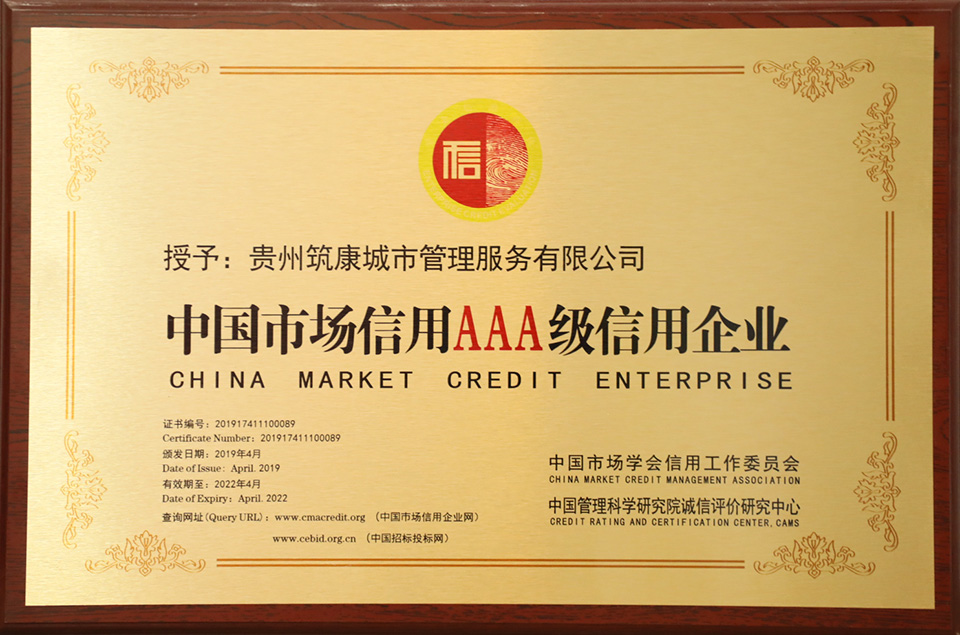 信
授予：贵州筑康城市管理服务有限公司
中国市场信用AAA级信用企业
CHINA MARKET CREDIT ENTERPRISE
证书编号：201917411100089
Certificate Number：201917411100089
颁发日期：2019年4月
Date of Issue：April. 2019
有效期至：2022年4月
Date of Expiry：April. 2022
查询网址(Query URL)：www.cmacredit.org （中国市场信用企业网）
www.cebid.org.cn （中国招标投标网）
中国市场学会信用工作委员会
CHINA MARKET CREDIT MANAGEMENT ASSOCIATION
中国管理科学研究院诚信评价研究中心
CREDIT RATING AND CERTIFICATION CENTER, CAMS